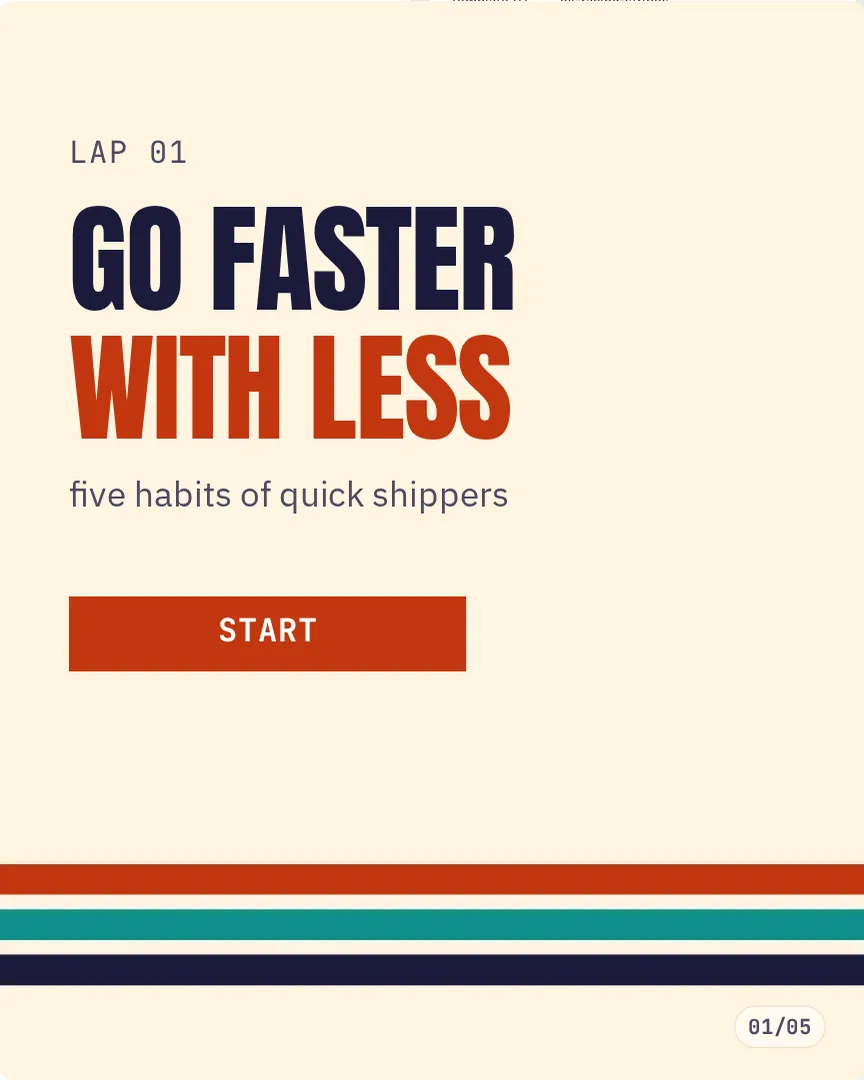 LAP 01
GO FASTER
WITH LESS
five habits of quick shippers
START
01/05